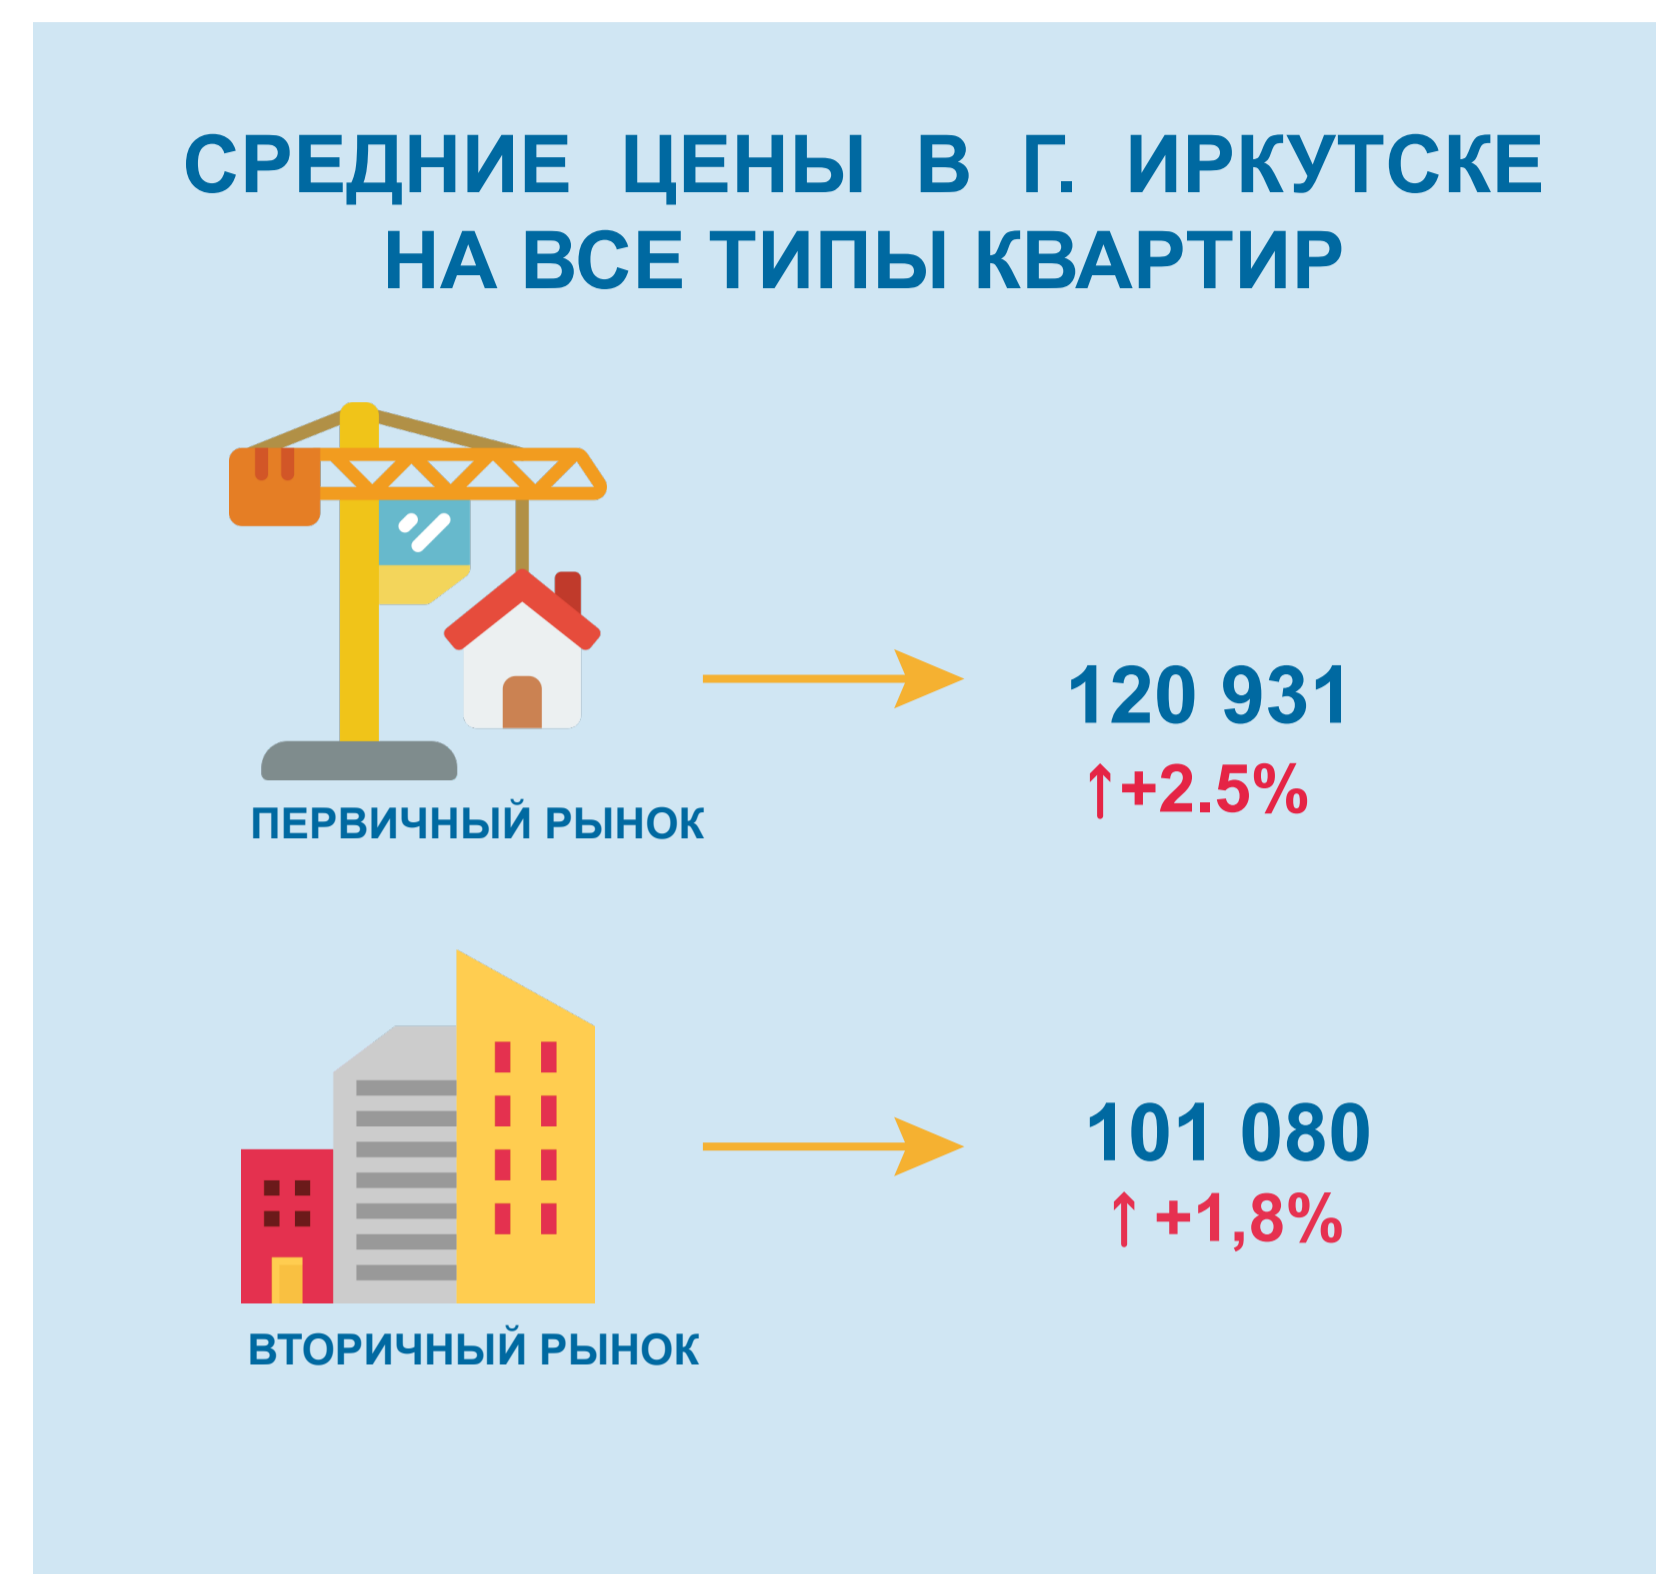 СРЕДНИЕ ЦЕНЫ В Г. ИРКУТСКЕ
НА ВСЕ ТИПЫ КВАРТИР
120 931
↑+2.5%
ПЕРВИЧНЫЙ РЫНОК
101 080
↑ +1,8%
ВТОРИЧНЫЙ РЫНОК